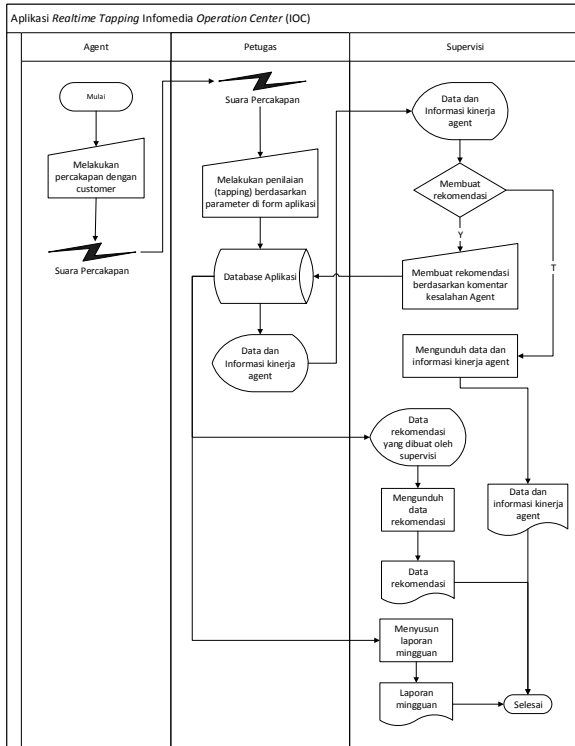 Aplikasi Realtime Tapping Infomedia Operation Center (IOC)
Agent
Petugas
Supervisi
Mulai
Melakukan
percakapan dengan
customer
Suara Percakapan
Suara Percakapan
Melakukan penilaian
(tapping) berdasarkan
parameter di form aplikasi
Database Aplikasi
Data dan
Informasi kinerja
agent
Data dan
Informasi kinerja
agent
Membuat
rekomendasi
Y
T
Membuat rekomendasi
berdasarkan komentar
kesalahan Agent
Mengunduh data dan
informasi kinerja agent
Data
rekomendasi
yang dibuat oleh
supervisi
Mengunduh
data
rekomendasi
Data dan
informasi kinerja
agent
Data
rekomendasi
Menyusun
laporan
mingguan
Laporan
mingguan
Selesai